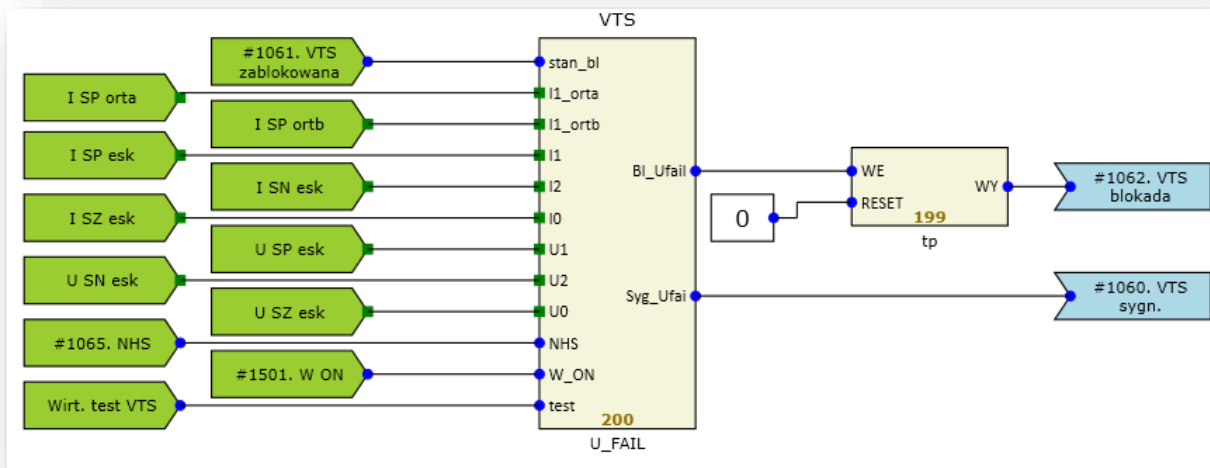 VTS
#1061. VTS
zablokowana
stan_bl
I SP orta
I1_orta
I SP ortb
I1_ortb
I SP esk
I1
Bl_Ufail
WE
WY
#1062. VTS
blokada
I SN esk
I2
0
RESET
199
tp
I SZ esk
I0
U SP esk
U1
U SN esk
U2
Syg_Ufai
#1060. VTS
sygn.
U SZ esk
U0
#1065. NHS
NHS
#1501. W ON
W_ON
Wirt. test VTS
test
200
U_FAIL